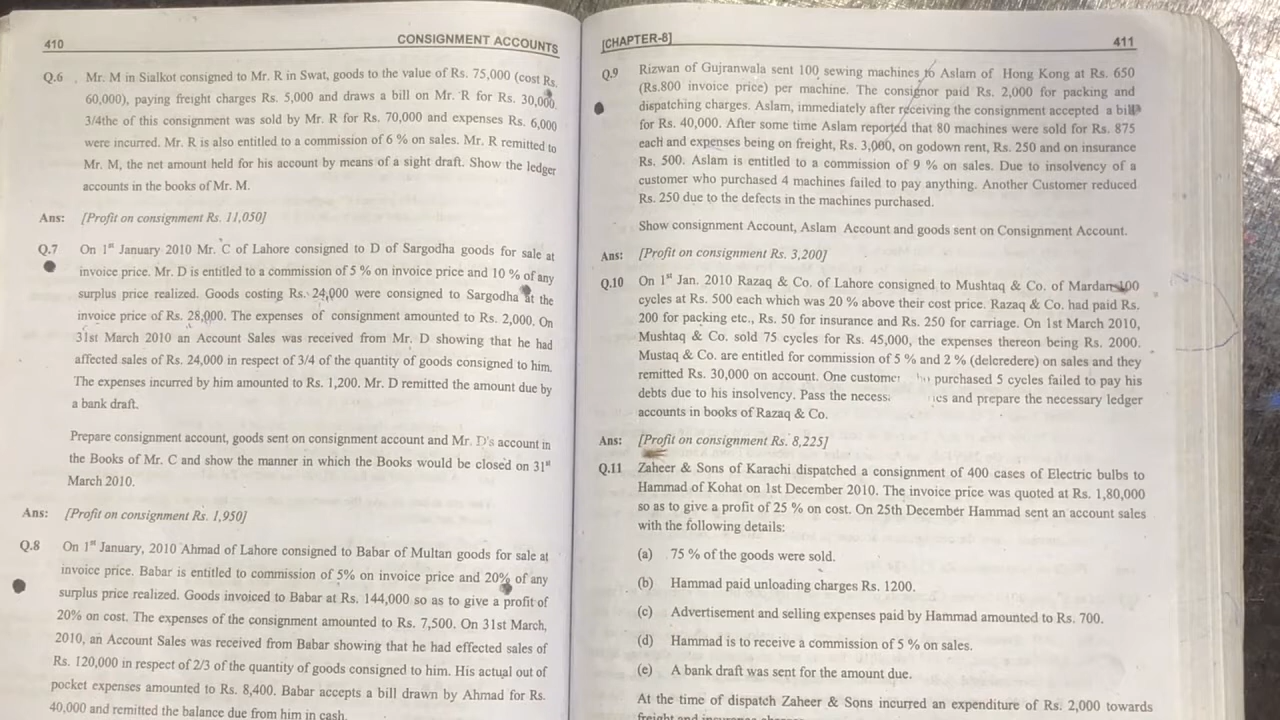 410
CONSIGNMENT ACCOUNTS
Q.6 Mr. M in Sialkot consigned to Mr. R in Swat, goods to the value of Rs. 75,000 (cost Rs.
60,000), paying freight charges Rs. 5,000 and draws a bill on Mr. R for Rs. 30,000.
3/4the of this consignment was sold by Mr. R for Rs. 70,000 and expenses Rs. 6,000
were incurred. Mr. R is also entitled to a commission of 6 % on sales. Mr. R remitted to
Mr. M, the net amount held for his account by means of a sight draft. Show the ledger
accounts in the books of Mr. M.
Ans: [Profit on consignment Rs. 11,050]
Q.7 On 1st January 2010 Mr. C of Lahore consigned to D of Sargodha goods for sale at
invoice price. Mr. D is entitled to a commission of 5 % on invoice price and 10 % of any
surplus price realized. Goods costing Rs. 24,000 were consigned to Sargodha at the
invoice price of Rs. 28,000. The expenses of consignment amounted to Rs. 2,000. On
31st March 2010 an Account Sales was received from Mr. D showing that he had
affected sales of Rs. 24,000 in respect of 3/4 of the quantity of goods consigned to him.
The expenses incurred by him amounted to Rs. 1,200. Mr. D remitted the amount due by
a bank draft.
Prepare consignment account, goods sent on consignment account and Mr. D's account in
the Books of Mr. C and show the manner in which the Books would be closed on 31st
March 2010.
Ans: [Profit on consignment Rs. 1,950]
Q.8 On 1st January, 2010 Ahmad of Lahore consigned to Babar of Multan goods for sale at
invoice price. Babar is entitled to commission of 5% on invoice price and 20% of any
surplus price realized. Goods invoiced to Babar at Rs. 144,000 so as to give a profit of
20% on cost. The expenses of the consignment amounted to Rs. 7,500. On 31st March,
2010, an Account Sales was received from Babar showing that he had effected sales of
Rs. 120,000 in respect of 2/3 of the quantity of goods consigned to him. His actual out of
pocket expenses amounted to Rs. 8,400. Babar accepts a bill drawn by Ahmad for Rs.
40,000 and remitted the balance due from him in cash.
[CHAPTER-8]
411
Q.9 Rizwan of Gujranwala sent 100 sewing machines to Aslam of Hong Kong at Rs. 650
(Rs.800 invoice price) per machine. The consignor paid Rs. 2,000 for packing and
dispatching charges. Aslam, immediately after receiving the consignment accepted a bill
for Rs. 40,000. After some time Aslam reported that 80 machines were sold for Rs. 875
each and expenses being on freight, Rs. 3,000, on godown rent, Rs. 250 and on insurance
Rs. 500. Aslam is entitled to a commission of 9 % on sales. Due to insolvency of a
customer who purchased 4 machines failed to pay anything. Another Customer reduced
Rs. 250 due to the defects in the machines purchased.
Show consignment Account, Aslam Account and goods sent on Consignment Account.
Ans: [Profit on consignment Rs. 3,200]
Q.10 On 1st Jan. 2010 Razaq & Co. of Lahore consigned to Mushtaq & Co. of Mardan 100
cycles at Rs. 500 each which was 20 % above their cost price. Razaq & Co. had paid Rs.
200 for packing etc., Rs. 50 for insurance and Rs. 250 for carriage. On 1st March 2010,
Mushtaq & Co. sold 75 cycles for Rs. 45,000, the expenses thereon being Rs. 2000.
Mustaq & Co. are entitled for commission of 5 % and 2 % (delcredere) on sales and they
remitted Rs. 30,000 on account. One purchased 5 cycles failed to pay his
debts due to his insolvency. Pass the and prepare the necessary ledger
accounts in books of Razaq & Co.
Ans: [Profit on consignment Rs. 8,225]
Q.11 Zaheer & Sons of Karachi dispatched a consignment of 400 cases of Electric bulbs to
Hammad of Kohat on 1st December 2010. The invoice price was quoted at Rs. 1,80,000
so as to give a profit of 25 % on cost. On 25th December Hammad sent an account sales
with the following details:
(a) 75 % of the goods were sold.
(b) Hammad paid unloading charges Rs. 1200.
(c) Advertisement and selling expenses paid by Hammad amounted to Rs. 700.
(d) Hammad is to receive a commission of 5 % on sales.
(e) A bank draft was sent for the amount due.
At the time of dispatch Zaheer & Sons incurred an expenditure of Rs. 2,000 towards